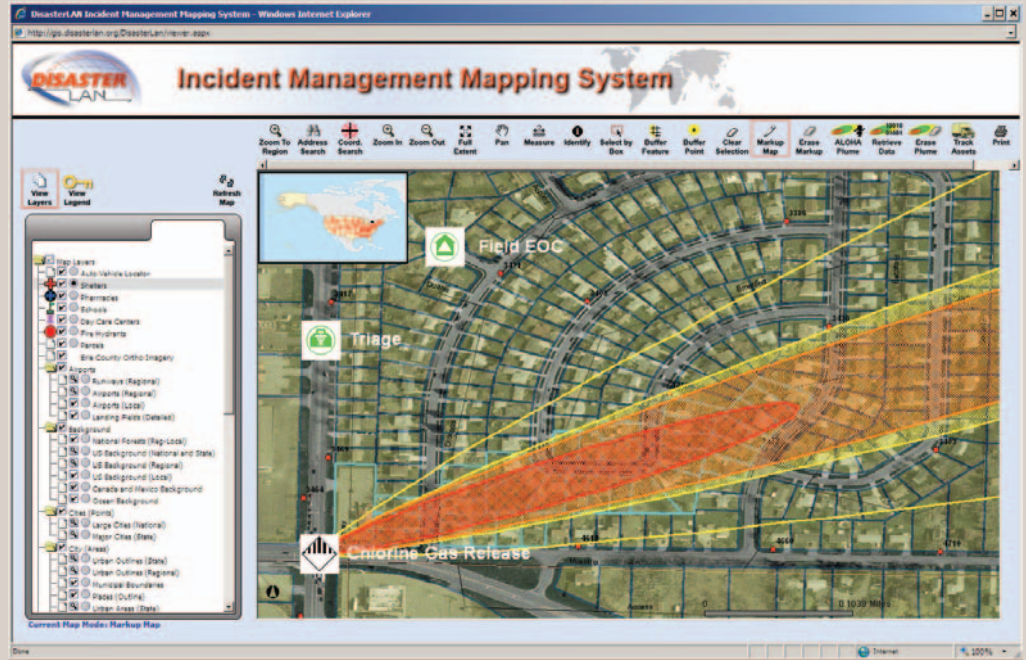 DisasterLAN Incident Management Mapping System - Windows Internet Explorer
http://gis.disasterlan.org/DisasterLan/viewer.aspx
DISASTER
LAN
Incident Management Mapping System
Zoom To Region
Address Search
Coord. Search
Zoom In
Zoom Out
Full Extent
Pan
Measure
Identify
Select by Box
Buffer Feature
Buffer Point
Clear Selection
Markup Map
Erase Markup
ALOHA Plume
Retrieve Data
Erase Plume
Track Assets
Print
View Layers
View Legend
Refresh Map
Map Layers
Auto Vehicle Locator
Shelters
Pharmacies
Schools
Day Care Centers
Fire Hydrants
Parcels
Erie County Ortho Imagery
Airports
Runways (Regional)
Airports (Regional)
Airports (Local)
Landing Fields (Detailed)
Background
National Forests (Reg-Local)
US Background (National and State)
US Background (Regional)
US Background (Local)
Canada and Mexico Background
Ocean Background
Cities (Points)
Large Cities (National)
Major Cities (State)
City (Areas)
Urban Outlines (State)
Urban Outlines (Regional)
Municipal Boundaries
Places (Outline)
Urban Areas (State)
Field EOC
Triage
Chlorine Gas Release
3464
4660
4719
Access
0
0.1039 Miles
Current Map Mode: Markup Map
Done
Internet
100%